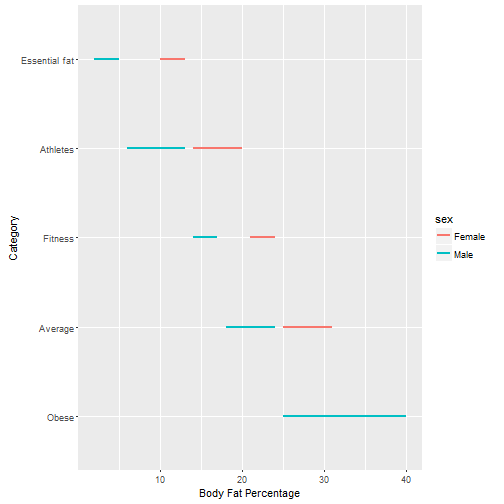 Essential fat
Athletes
Fitness
Average
Obese
Category
10 20 30 40
Body Fat Percentage
sex
Female
Male